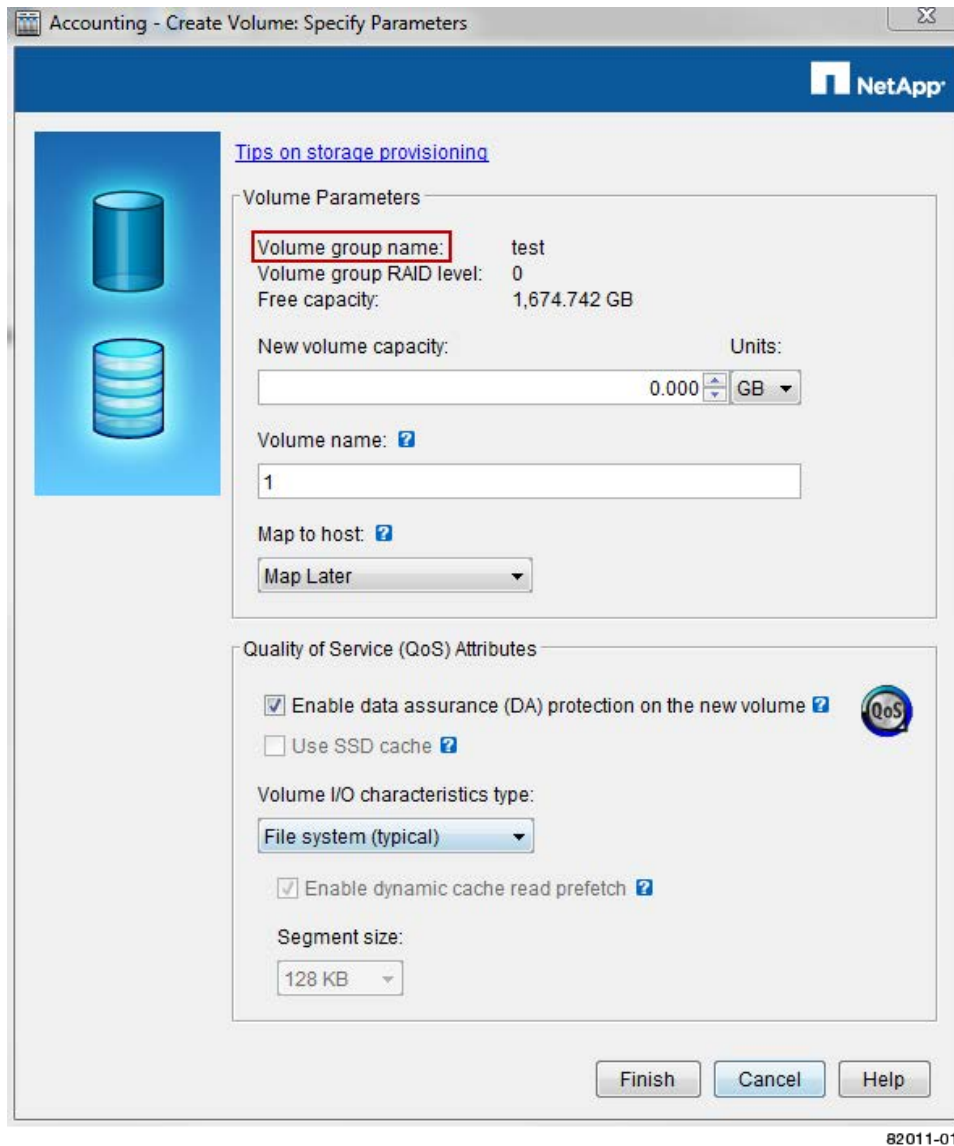 Accounting - Create Volume: Specify Parameters
NetApp
Tips on storage provisioning
Volume Parameters
Volume group name: test
Volume group RAID level: 0
Free capacity: 1,674.742 GB
New volume capacity: Units:
0.000 GB
Volume name: ?
1
Map to host: ?
Map Later
Quality of Service (QoS) Attributes
Enable data assurance (DA) protection on the new volume ?
QoS
Use SSD cache ?
Volume I/O characteristics type:
File system (typical)
Enable dynamic cache read prefetch ?
Segment size:
128 KB
Finish Cancel Help
82011-01